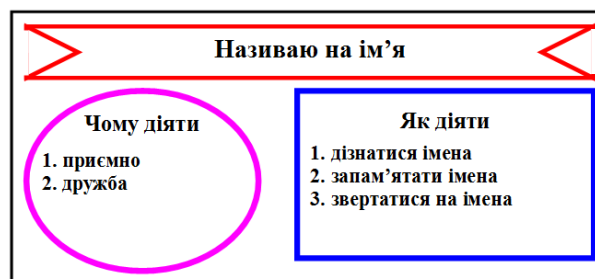 Називаю на ім’я
Чому діяти
1. приємно
2. дружба
Як діяти
1. дізнатися імена
2. запам’ятати імена
3. звертатися на імена